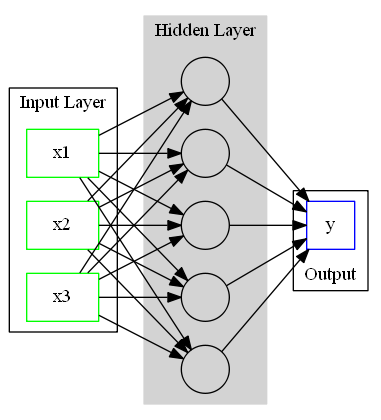 Hidden Layer
Input Layer
x1
x2
x3
y
Output